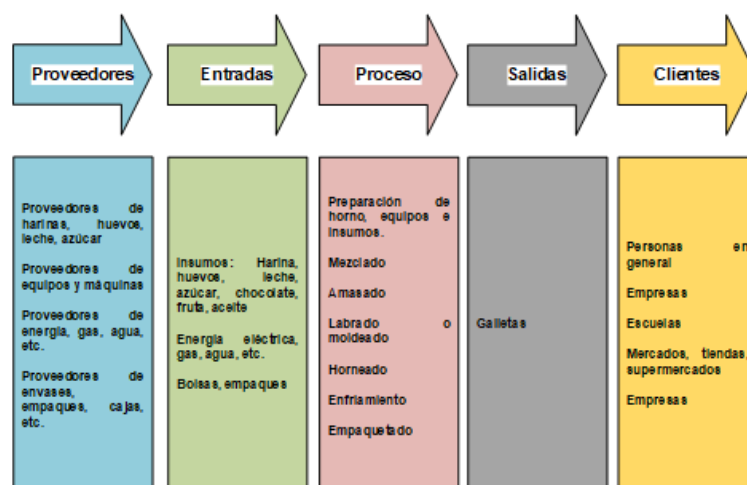 Proveedores
Entradas
Proceso
Salidas
Clientes
Proveedores de
harinas, huevos,
leche, azúcar
Proveedores de
equipos y máquinas
Proveedores de
energía, gas, agua,
etc.
Proveedores de
envases,
empaques, cajas,
etc.
Insumos: Harina,
huevos, leche,
azúcar, chocolate,
fruta, aceite
Energía eléctrica,
gas, agua, etc.
Bolsas, empaques
Preparación de
horno, equipos e
insumos.
Mezclado
Amasado
Labrado o
moldeado
Horneado
Enfriamiento
Empaquetado
Galletas
Personas en
general
Empresas
Escuelas
Mercados, tiendas,
supermercados
Empresas